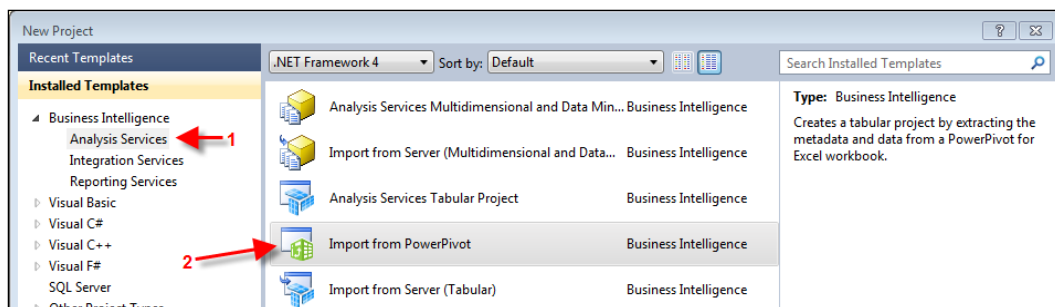 New Project
Recent Templates
.NET Framework 4
Sort by: Default
Search Installed Templates
Installed Templates
Business Intelligence
Analysis Services
1
Integration Services
Reporting Services
Visual Basic
Visual C#
Visual C++
Visual F#
SQL Server
Other Project Types
Analysis Services Multidimensional and Data Min... Business Intelligence
Import from Server (Multidimensional and Data... Business Intelligence
Analysis Services Tabular Project Business Intelligence
2
Import from PowerPivot Business Intelligence
Import from Server (Tabular) Business Intelligence
Type: Business Intelligence
Creates a tabular project by extracting the
metadata and data from a PowerPivot for
Excel workbook.